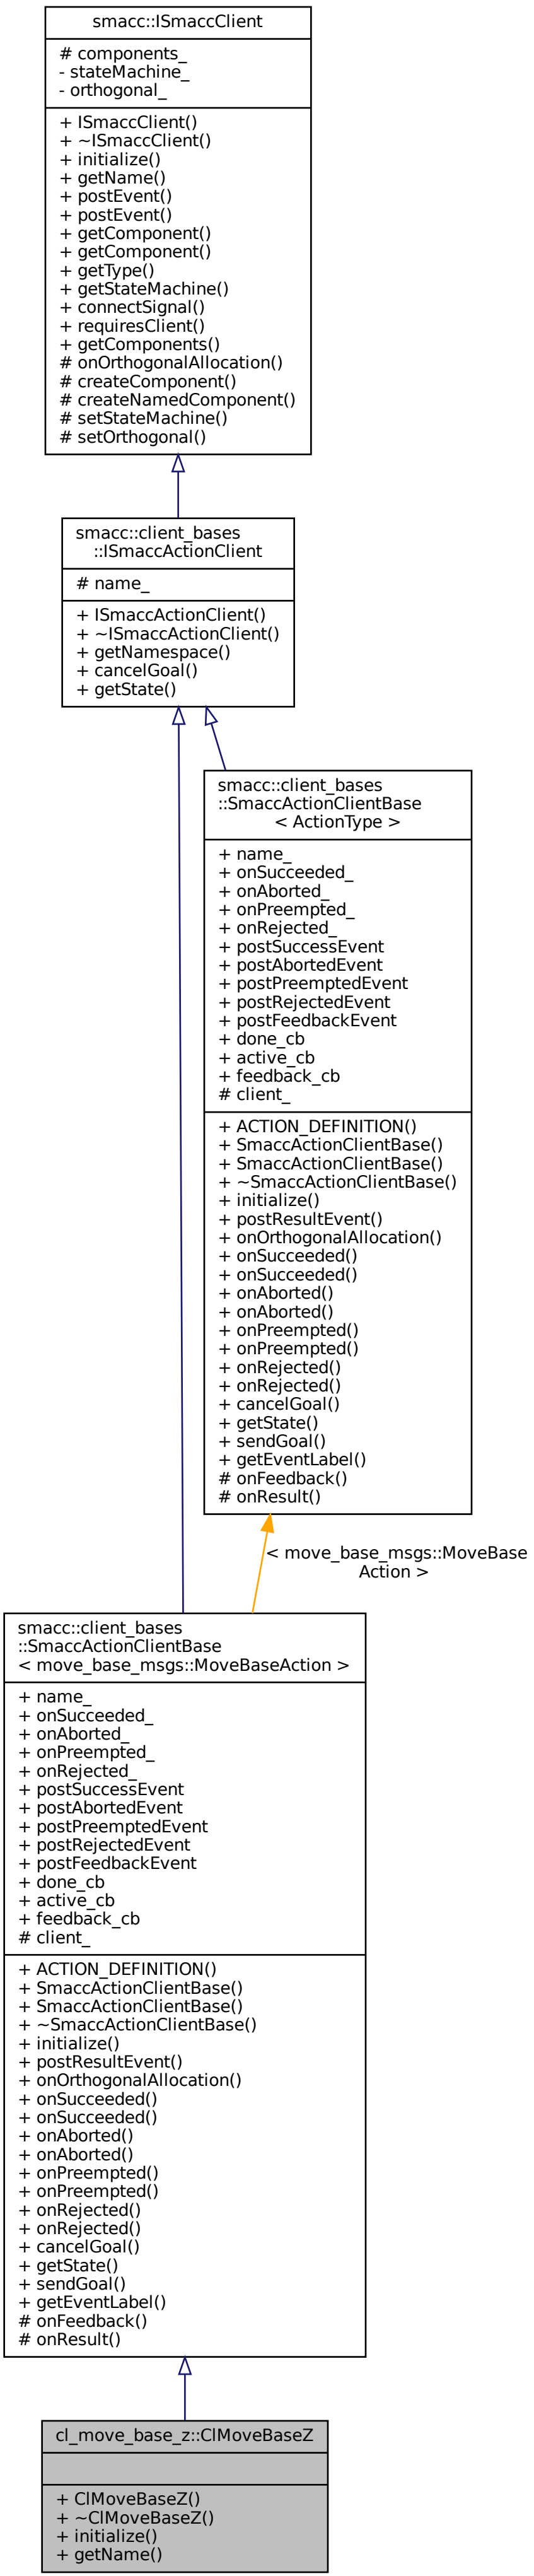 smacc::ISmaccClient
# components_
- stateMachine_
- orthogonal_
+ ISmaccClient()
+ ~ISmaccClient()
+ initialize()
+ getName()
+ postEvent()
+ postEvent()
+ getComponent()
+ getComponent()
+ getType()
+ getStateMachine()
+ connectSignal()
+ requiresClient()
+ getComponents()
# onOrthogonalAllocation()
# createComponent()
# createNamedComponent()
# setStateMachine()
# setOrthogonal()
smacc::client_bases
::ISmaccActionClient
# name_
+ ISmaccActionClient()
+ ~ISmaccActionClient()
+ getNamespace()
+ cancelGoal()
+ getState()
smacc::client_bases
::SmaccActionClientBase
< ActionType >
+ name_
+ onSucceeded_
+ onAborted_
+ onPreempted_
+ onRejected_
+ postSuccessEvent
+ postAbortedEvent
+ postPreemptedEvent
+ postRejectedEvent
+ postFeedbackEvent
+ done_cb
+ active_cb
+ feedback_cb
# client_
+ ACTION_DEFINITION()
+ SmaccActionClientBase()
+ SmaccActionClientBase()
+ ~SmaccActionClientBase()
+ initialize()
+ postResultEvent()
+ onOrthogonalAllocation()
+ onSucceeded()
+ onSucceeded()
+ onAborted()
+ onAborted()
+ onPreempted()
+ onPreempted()
+ onRejected()
+ onRejected()
+ cancelGoal()
+ getState()
+ sendGoal()
+ getEventLabel()
# onFeedback()
# onResult()
< move_base_msgs::MoveBase
Action >
smacc::client_bases
::SmaccActionClientBase
< move_base_msgs::MoveBaseAction >
+ name_
+ onSucceeded_
+ onAborted_
+ onPreempted_
+ onRejected_
+ postSuccessEvent
+ postAbortedEvent
+ postPreemptedEvent
+ postRejectedEvent
+ postFeedbackEvent
+ done_cb
+ active_cb
+ feedback_cb
# client_
+ ACTION_DEFINITION()
+ SmaccActionClientBase()
+ SmaccActionClientBase()
+ ~SmaccActionClientBase()
+ initialize()
+ postResultEvent()
+ onOrthogonalAllocation()
+ onSucceeded()
+ onSucceeded()
+ onAborted()
+ onAborted()
+ onPreempted()
+ onPreempted()
+ onRejected()
+ onRejected()
+ cancelGoal()
+ getState()
+ sendGoal()
+ getEventLabel()
# onFeedback()
# onResult()
cl_move_base_z::ClMoveBaseZ
+ ClMoveBaseZ()
+ ~ClMoveBaseZ()
+ initialize()
+ getName()